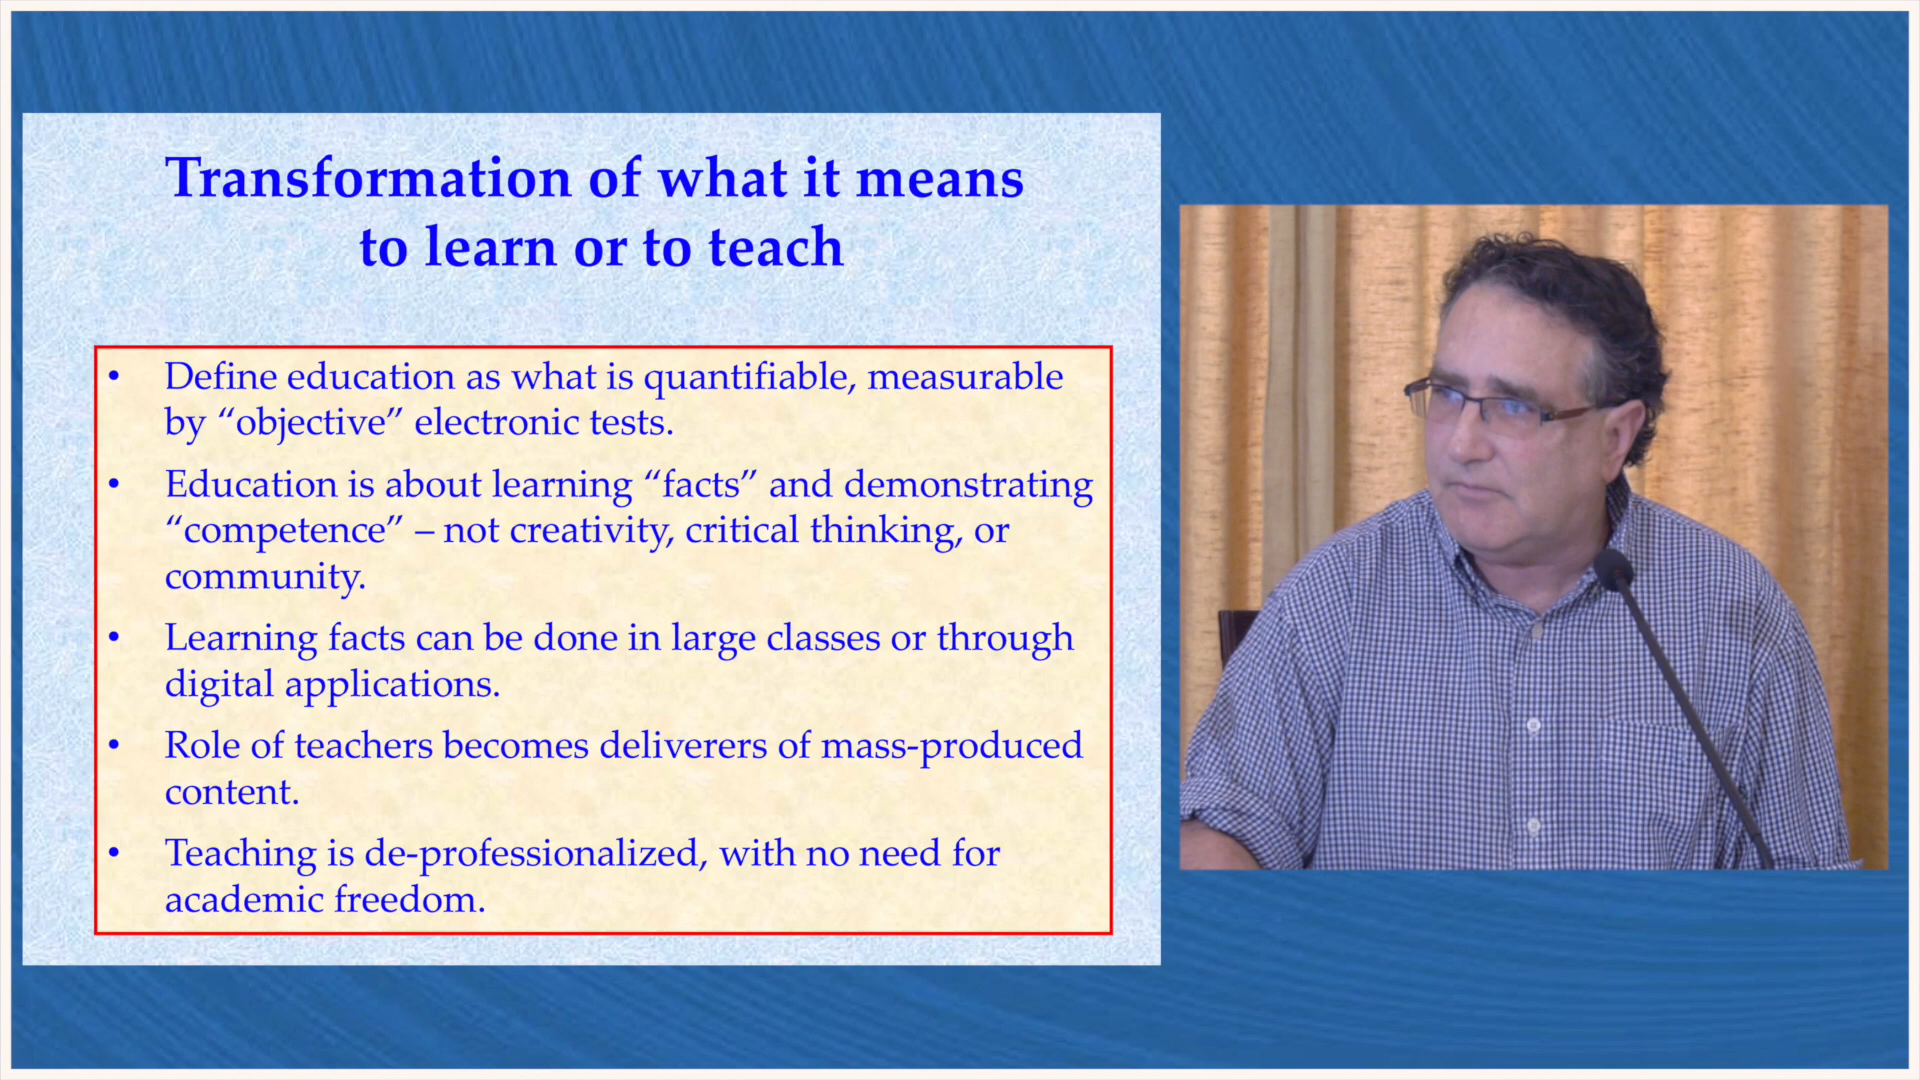 Transformation of what it means
to learn or to teach
• Define education as what is quantifiable, measurable
by “objective” electronic tests.
• Education is about learning “facts” and demonstrating
“competence” – not creativity, critical thinking, or
community.
• Learning facts can be done in large classes or through
digital applications.
• Role of teachers becomes deliverers of mass-produced
content.
• Teaching is de-professionalized, with no need for
academic freedom.